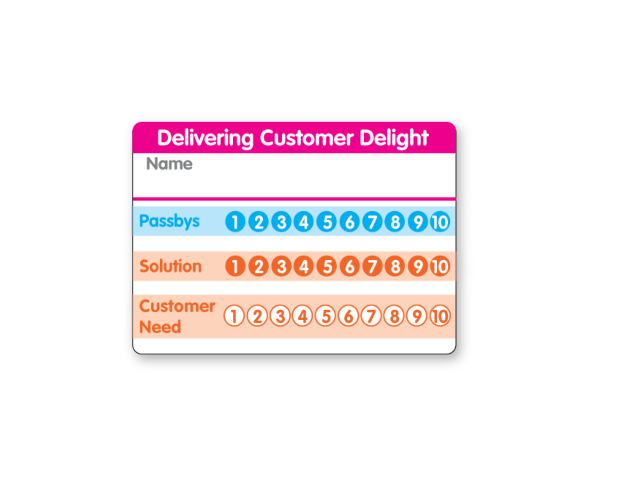 Delivering Customer Delight
Name
Passbys 1 2 3 4 5 6 7 8 9 10
Solution 1 2 3 4 5 6 7 8 9 10
Customer
Need 1 2 3 4 5 6 7 8 9 10